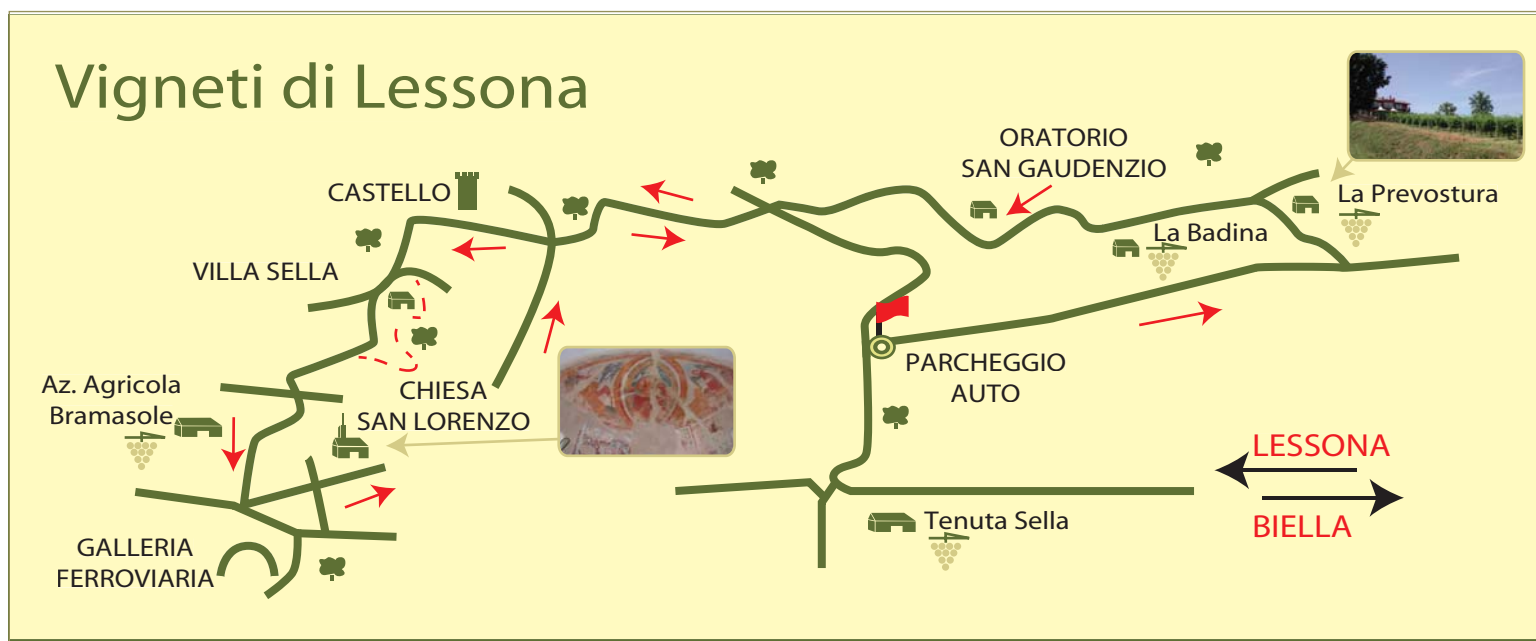 Vigneti di Lessona
ORATORIO
SAN GAUDENZIO
La Prevostura
La Badina
CASTELLO
VILLA SELLA
PARCHEGGIO
AUTO
Az. Agricola
Bramasole
CHIESA
SAN LORENZO
LESSONA
BIELLA
Tenuta Sella
GALLERIA
FERROVIARIA